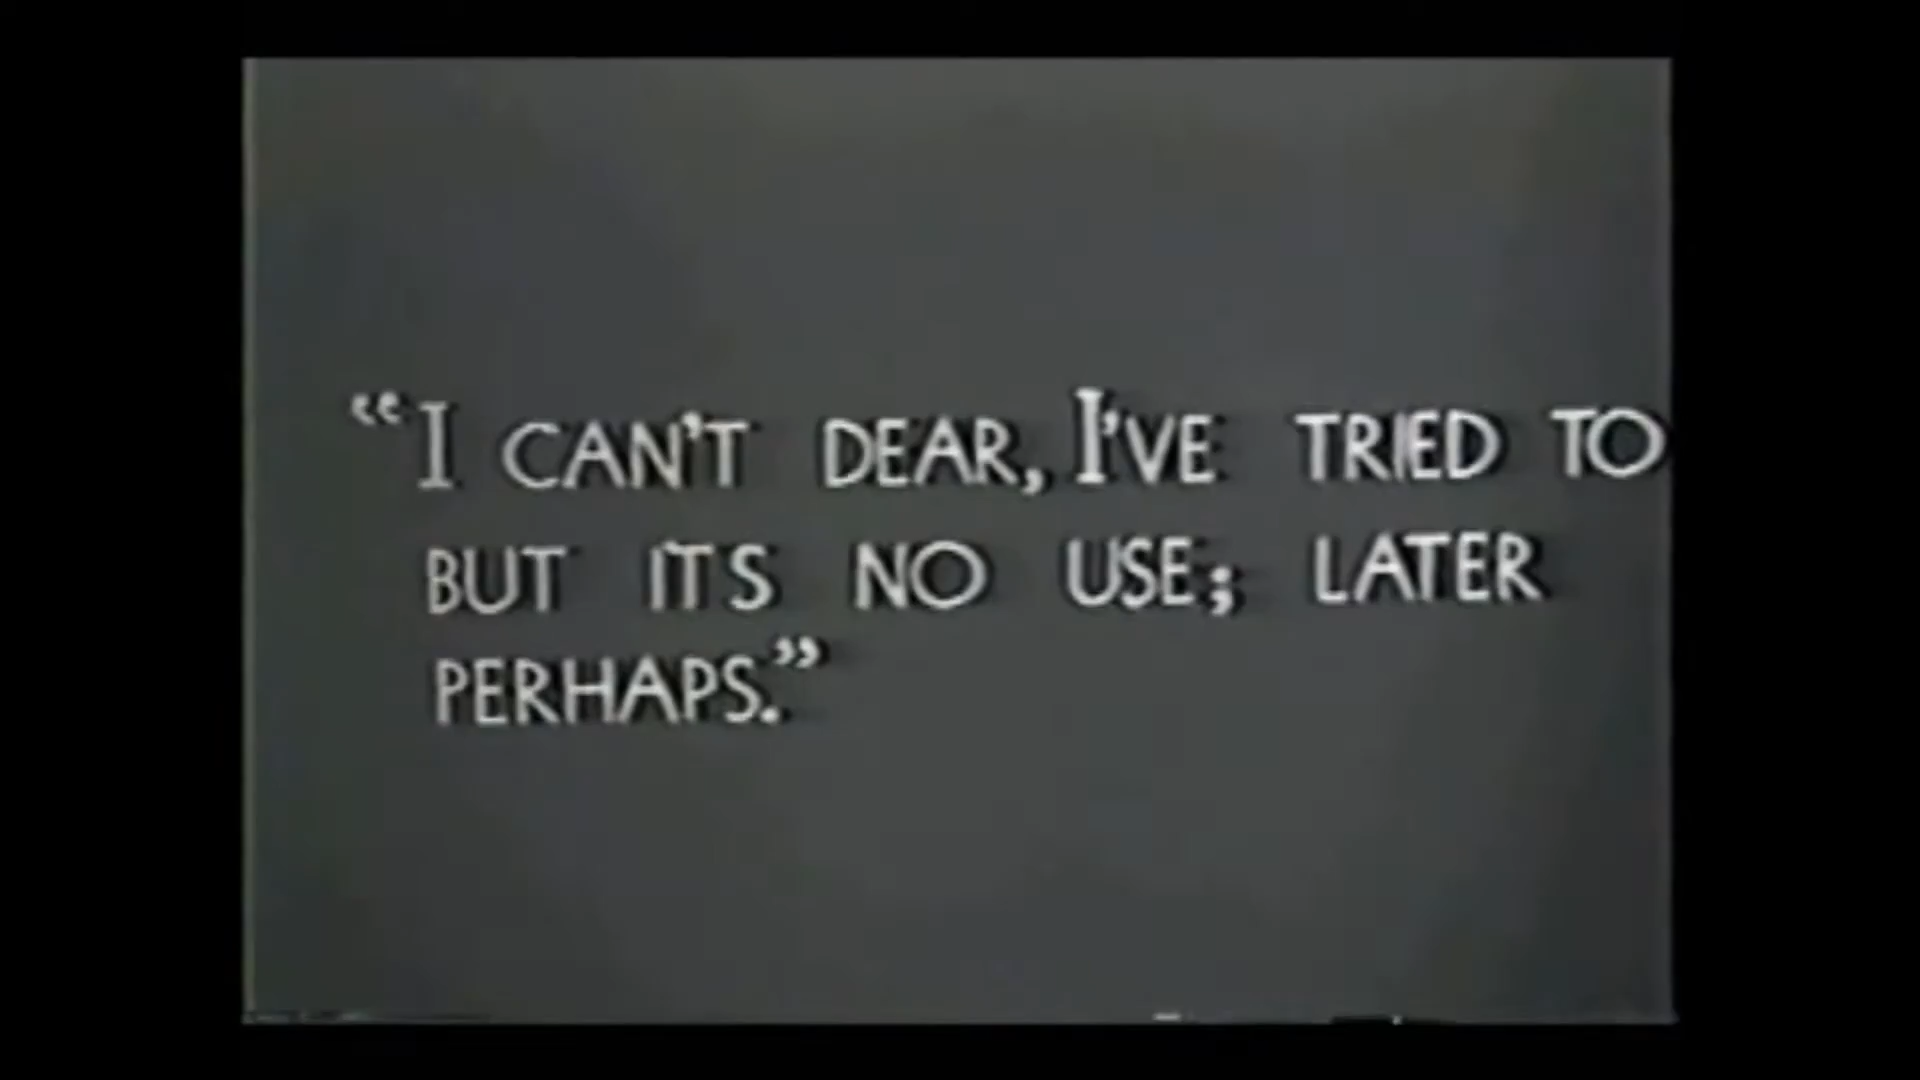 “I CAN'T DEAR, I'VE TRIED TO
BUT ITS NO USE; LATER
PERHAPS.”